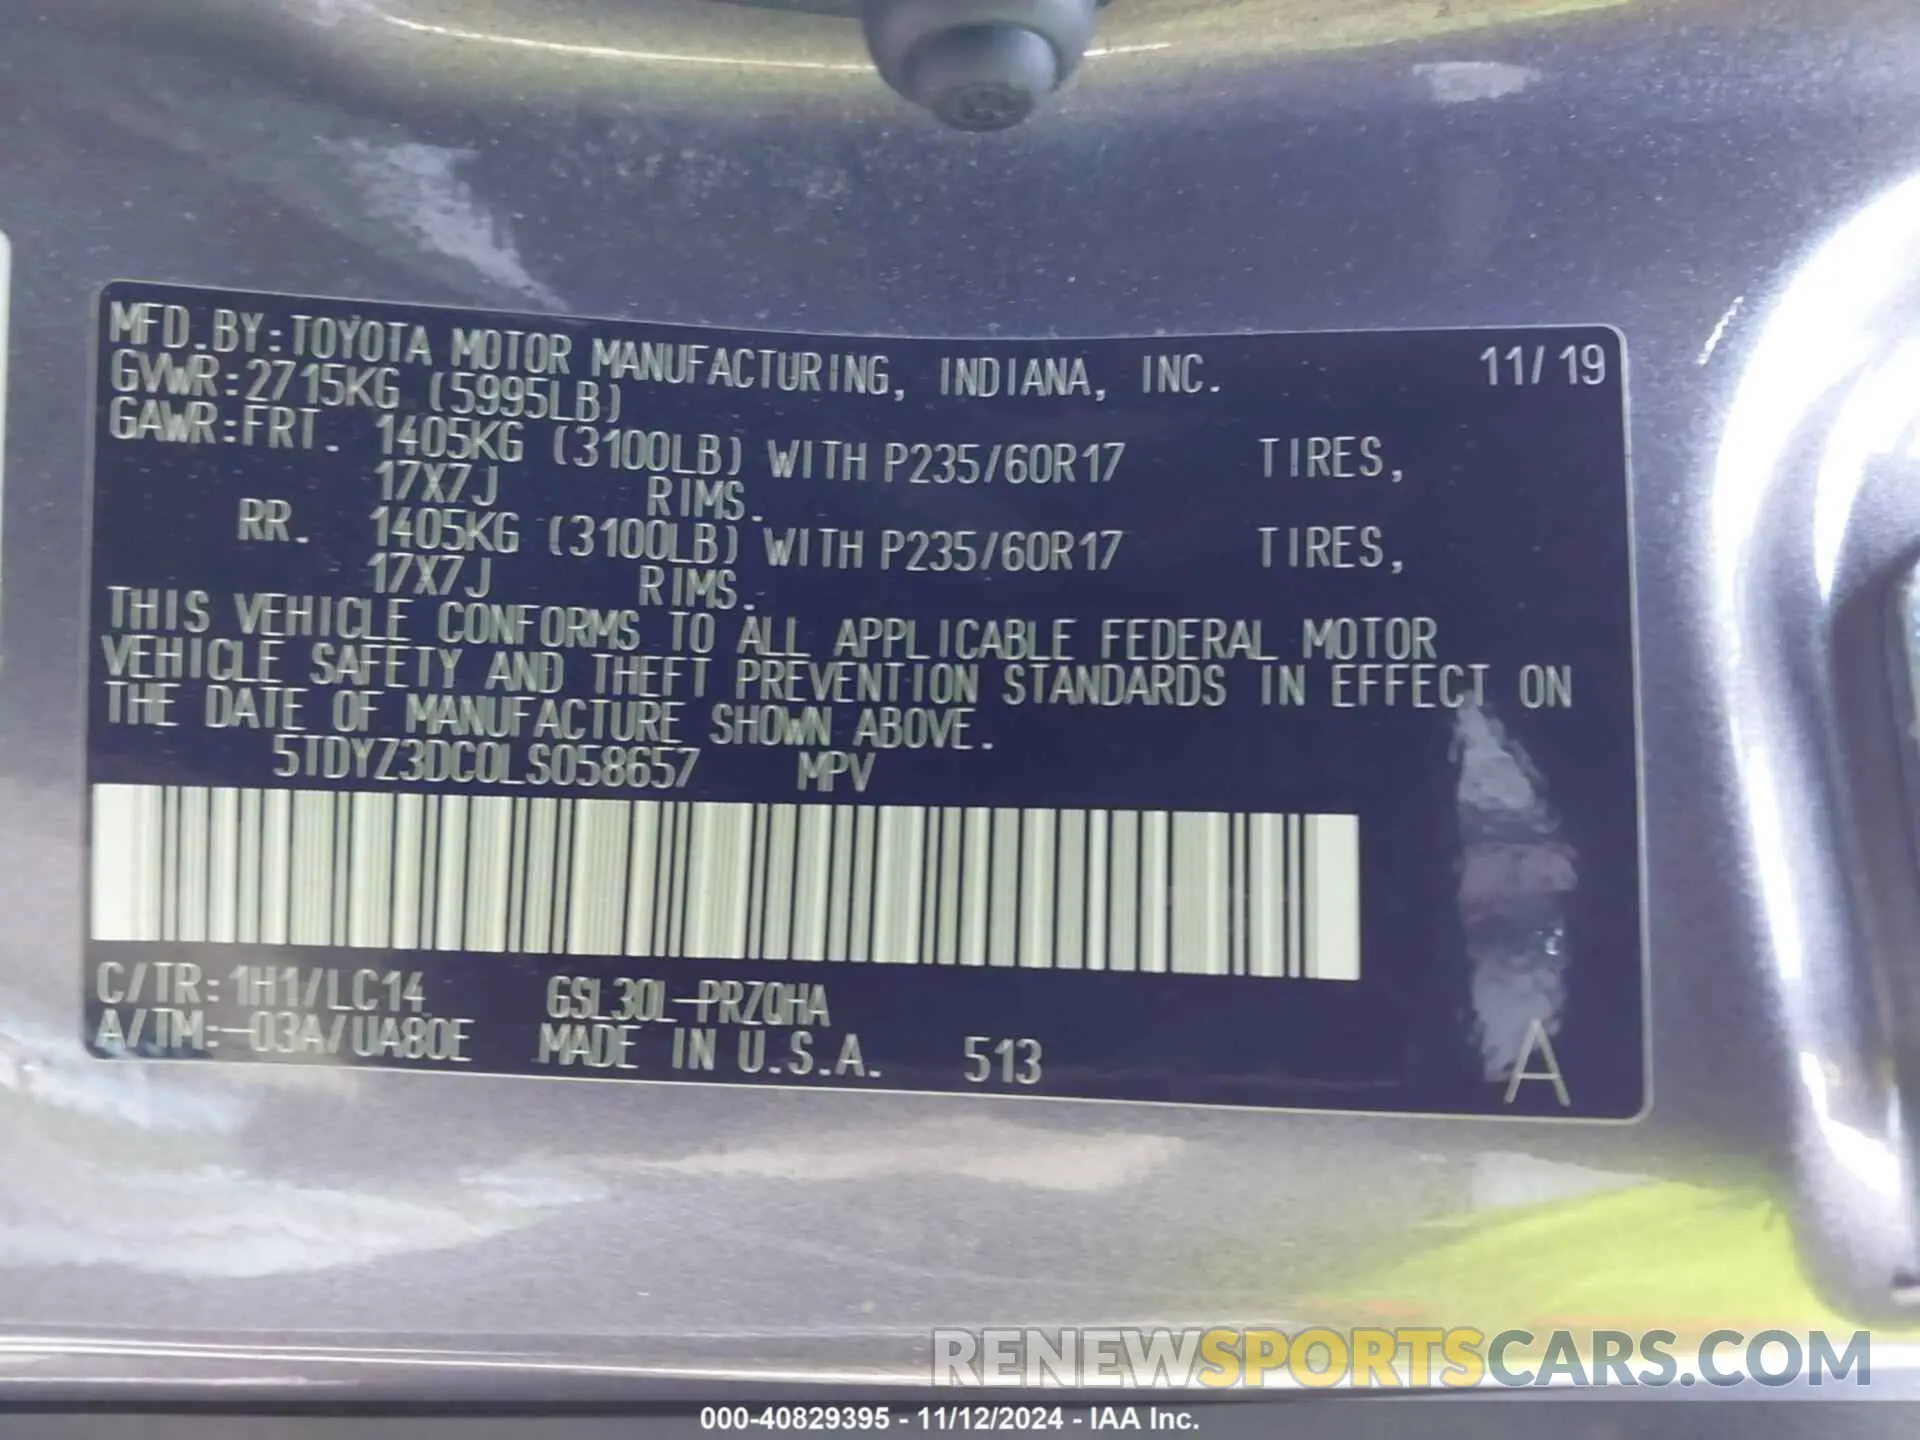 MFD.BY:TOYOTA MOTOR MANUFACTURING, INDIANA, INC. 11/19
GVWR:2715KG (5995LB)
GAWR:FRT. 1405KG (3100LB) WITH P235/60R17 TIRES,
17X7J RIMS.
RR. 1405KG (3100LB) WITH P235/60R17 TIRES,
17X7J RIMS.
THIS VEHICLE CONFORMS TO ALL APPLICABLE FEDERAL MOTOR
VEHICLE SAFETY AND THEFT PREVENTION STANDARDS IN EFFECT ON
THE DATE OF MANUFACTURE SHOWN ABOVE.
5TDYZ3DC0LS058657 MPV
C/TR:1H1/LC14 GSL30L-PRZQHA
A/TM:-03A/UA80E MADE IN U.S.A. 513 A
RENEWSPORTSCARS.COM
000-40829395 - 11/12/2024 - IAA Inc.